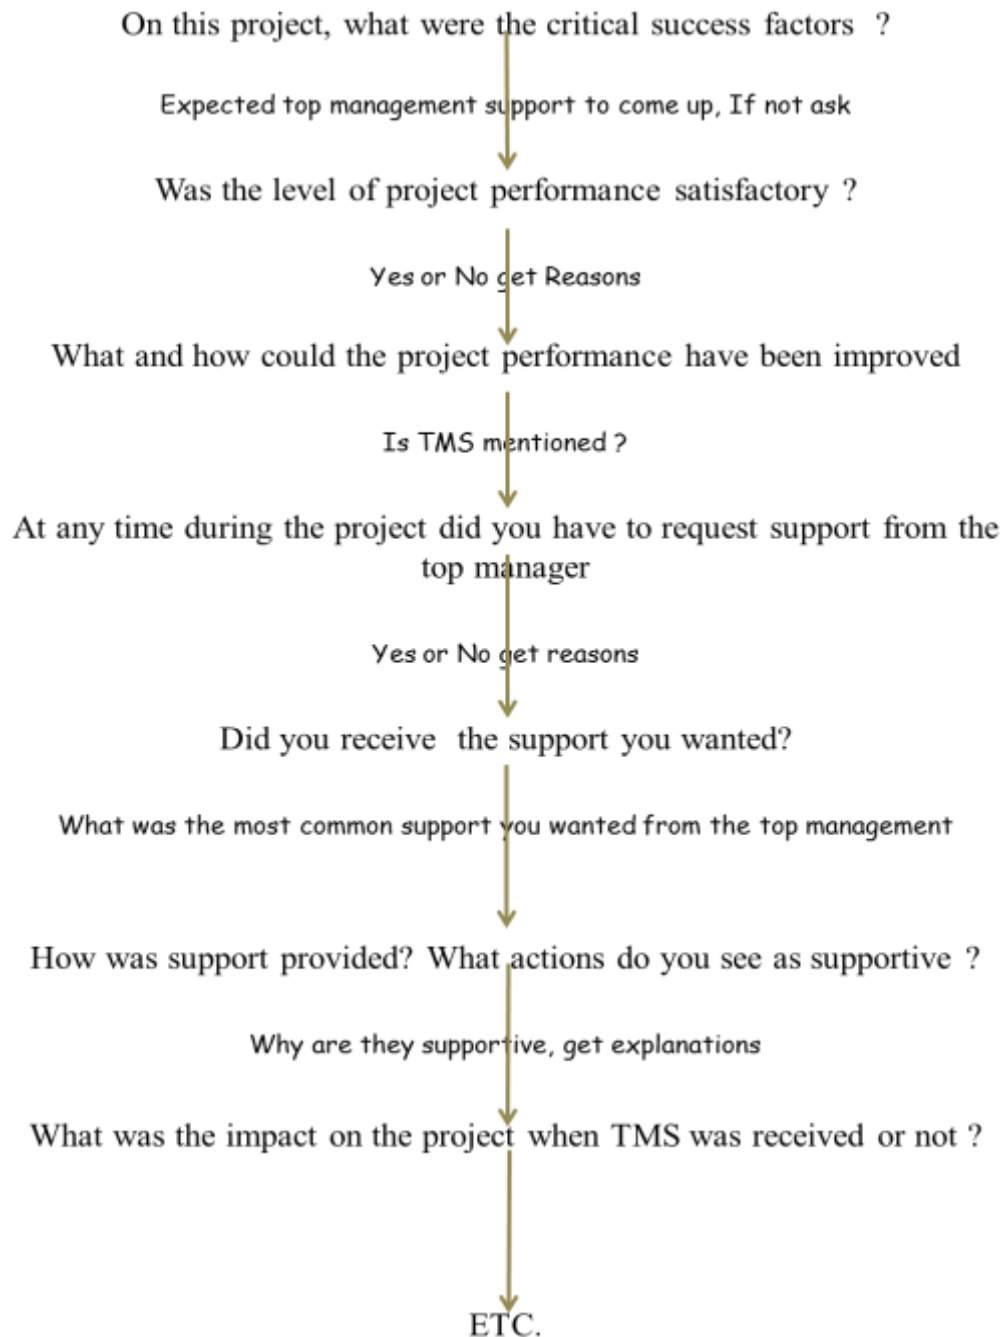 On this project, what were the critical success factors ?
Expected top management support to come up, If not ask
Was the level of project performance satisfactory ?
Yes or No get Reasons
What and how could the project performance have been improved
Is TMS mentioned ?
At any time during the project did you have to request support from the
top manager
Yes or No get reasons
Did you receive the support you wanted?
What was the most common support you wanted from the top management
How was support provided? What actions do you see as supportive ?
Why are they supportive, get explanations
What was the impact on the project when TMS was received or not ?
ETC.